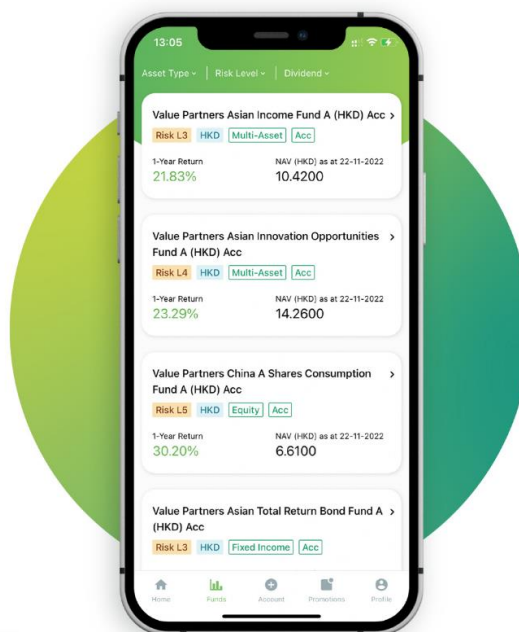 13:05
Asset Type
Risk Level
Dividend
Value Partners Asian Income Fund A (HKD) Acc
Risk L3 HKD Multi-Asset Acc
1-Year Return NAV (HKD) as at 22-11-2022
21.83% 10.4200
Value Partners Asian Innovation Opportunities
Fund A (HKD) Acc
Risk L4 HKD Multi-Asset Acc
1-Year Return NAV (HKD) as at 22-11-2022
23.29% 14.2600
Value Partners China A Shares Consumption
Fund A (HKD) Acc
Risk L5 HKD Equity Acc
1-Year Return NAV (HKD) as at 22-11-2022
30.20% 6.6100
Value Partners Asian Total Return Bond Fund A
(HKD) Acc
Risk L3 HKD Fixed Income Acc
Home Funds Account Promotions Profile